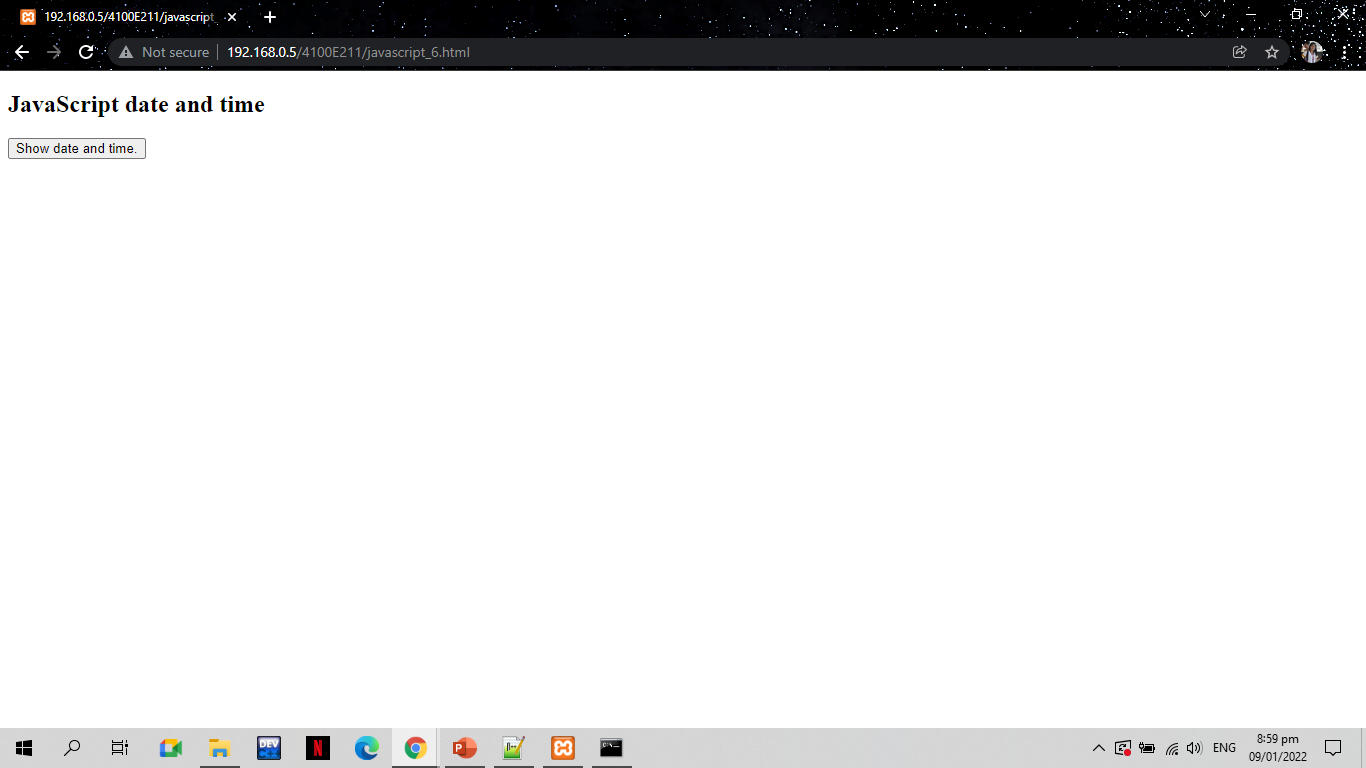 192.168.0.5/4100E211/javascript
Not secure
192.168.0.5/4100E211/javascript_6.html
JavaScript date and time
Show date and time.
DEV
C++
N
P
N++
C:\
ENG
8:59 pm
09/01/2022